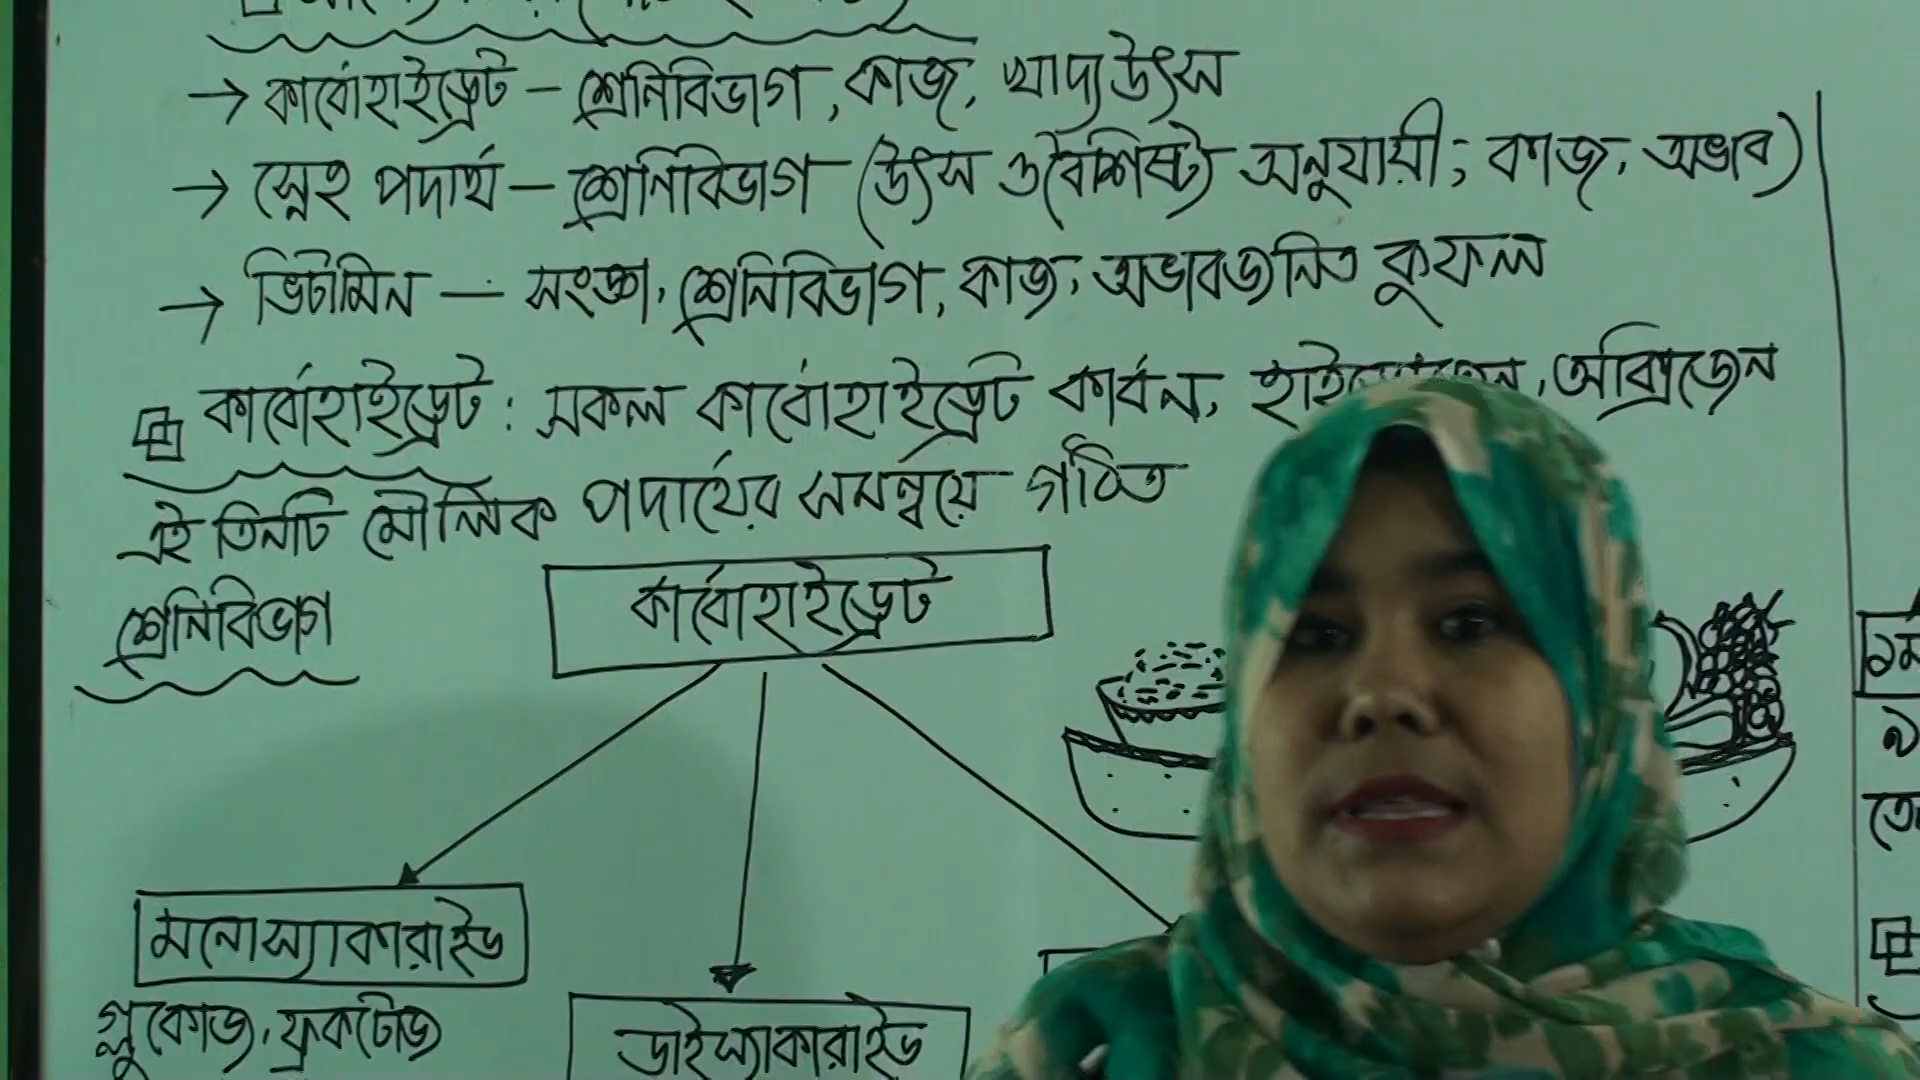 → কার্বোহাইড্রেট – শ্রেনিবিভাগ, কাজ, খাদ্য উৎস
→ স্নেহ পদার্থ – শ্রেনিবিভাগ (উৎস ও বৈশিষ্ট্য অনুযায়ী; কাজ, অভাব)
→ ভিটামিন – সংজ্ঞা, শ্রেনিবিভাগ, কাজ, অভাবজনিত কুফল
কার্বোহাইড্রেট : সকল কার্বোহাইড্রেট কার্বন, অক্সিজেন
এই তিনটি মৌলিক পদার্থের সমন্বয়ে গঠিত
শ্রেনিবিভাগ
কার্বোহাইড্রেট
মনোস্যাকারাইড
গ্লুকোজ, ফ্রুকটোজ
ডাইস্যাকারাইড